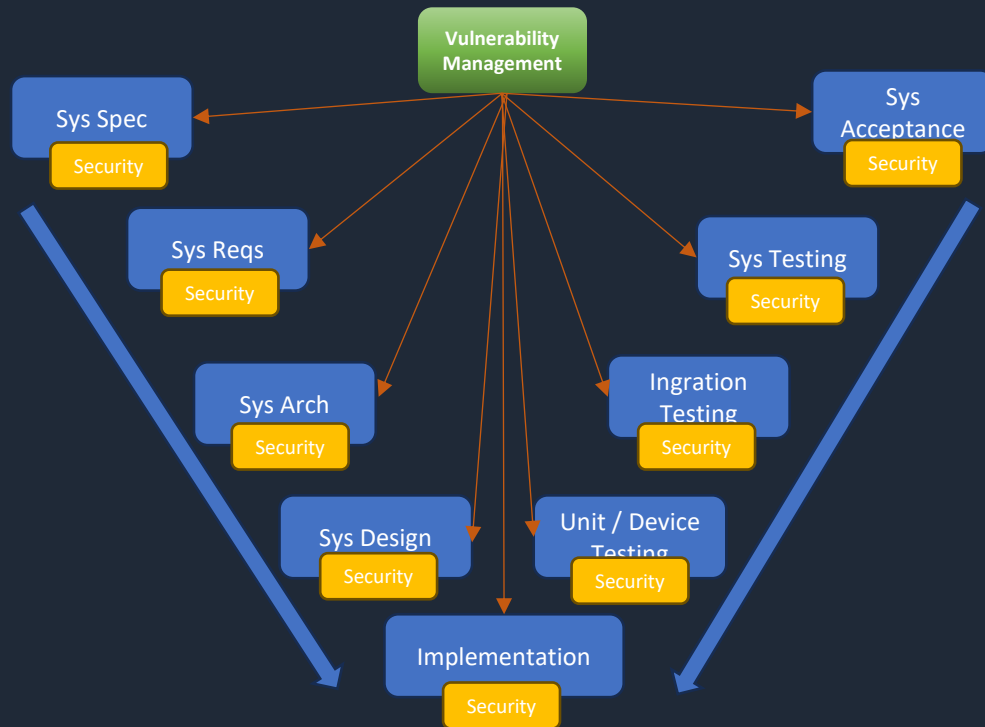 Vulnerability
Management
Sys Spec
Security
Sys
Acceptance
Security
Sys Reqs
Security
Sys Testing
Security
Sys Arch
Security
Ingration
Testing
Security
Sys Design
Security
Unit / Device
Testing
Security
Implementation
Security